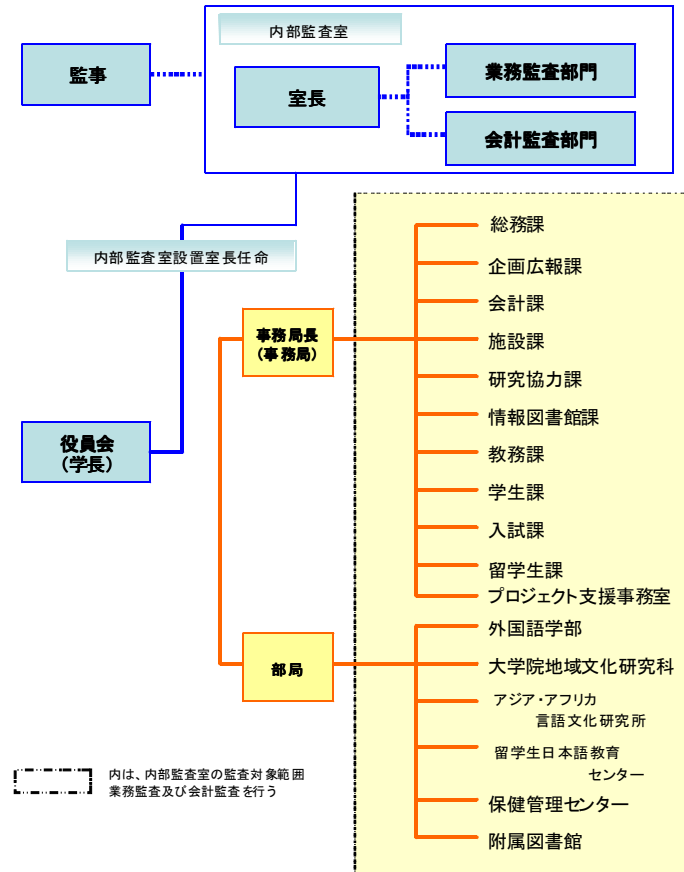 内部監査室
監事
室長
業務監査部門
会計監査部門
内部監査室設置室長任命
役員会
(学長)
事務局長
(事務局)
総務課
企画広報課
会計課
施設課
研究協力課
情報図書館課
教務課
学生課
入試課
留学生課
プロジェクト支援事務室
部局
外国語学部
大学院地域文化研究科
アジア・アフリカ
言語文化研究所
留学生日本語教育
センター
保健管理センター
附属図書館
内は、内部監査室の監査対象範囲
業務監査及び会計監査を行う